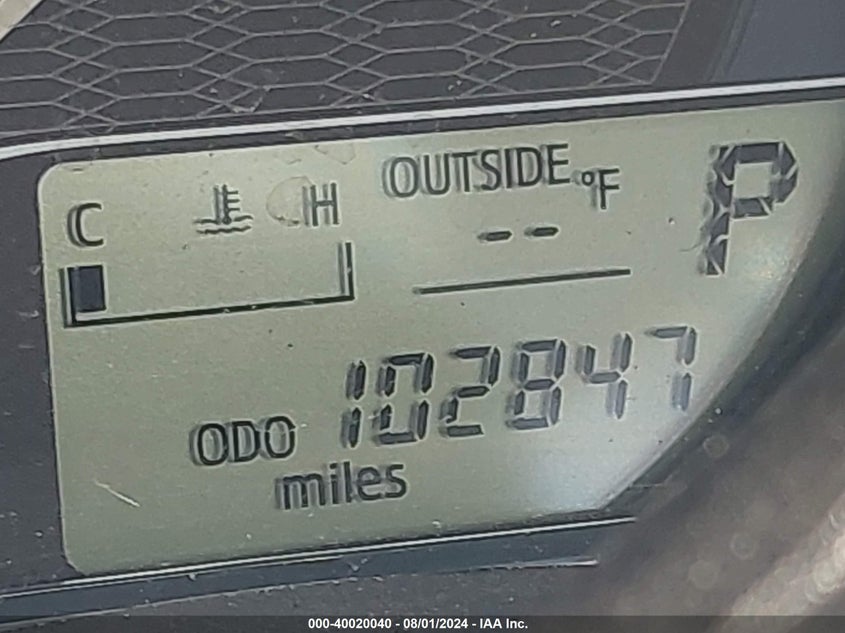 C H
OUTSIDE °F
--
P
ODO 102847
miles
000-40020040 - 08/01/2024 - IAA Inc.